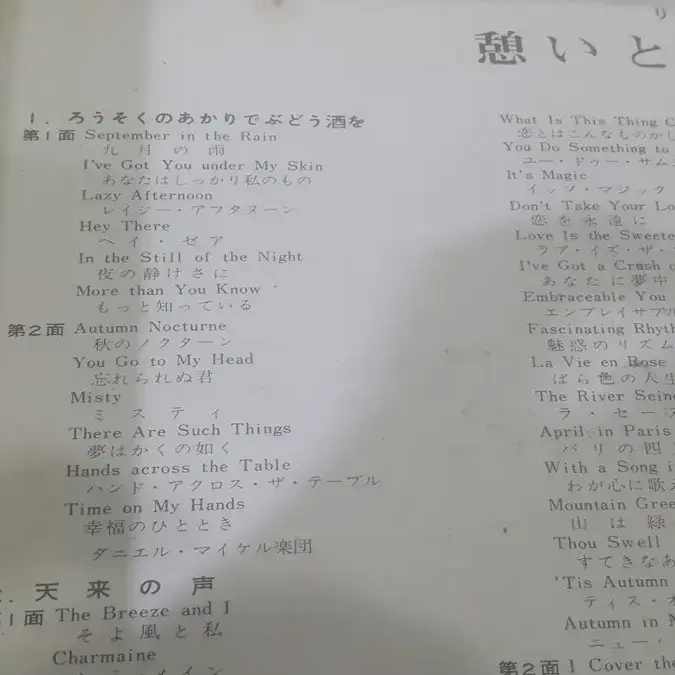 リ
憩いと
1. ろうそくのあかりでぶどう酒を
第1面 September in the Rain
九月の雨
I've Got You under My Skin
あなたはしっかり私のもの
Lazy Afternoon
レイジー・アフタヌーン
Hey There
ヘイ・ゼア
In the Still of the Night
夜の静けさに
More than You Know
もっと知っている
第2面 Autumn Nocturne
秋のノクターン
You Go to My Head
忘れられぬ君
Misty
ミスティ
There Are Such Things
夢はかくの如く
Hands across the Table
ハンド・アクロス・ザ・テーブル
Time on My Hands
幸福のひととき
ダニエル・マイケル楽団
天来の声
面 The Breeze and I
そよ風と私
Charmaine
What Is This Thing
恋とはこんなものかし
You Do Something to
ユー・ドゥー・サム
It's Magic
イッツ・マジック
Don't Take Your Lo
恋を永遠に
Love Is the Sweete
ラブ・イズ・ザ・
I've Got a Crush
あなたに夢中
Embraceable You
エンブレイサブル
Fascinating Rhyth
魅惑のリズム
La Vie en Rose
ばら色の人生
The River Seine
ラ・セーヌ
April in Paris
パリの四
With a Song i
わが心に歌え
Mountain Gree
山は緑
Thou Swell
すてきなあ
'Tis Autumn
ティス・オ
Autumn in
ニュー・
第2面 I Cover the